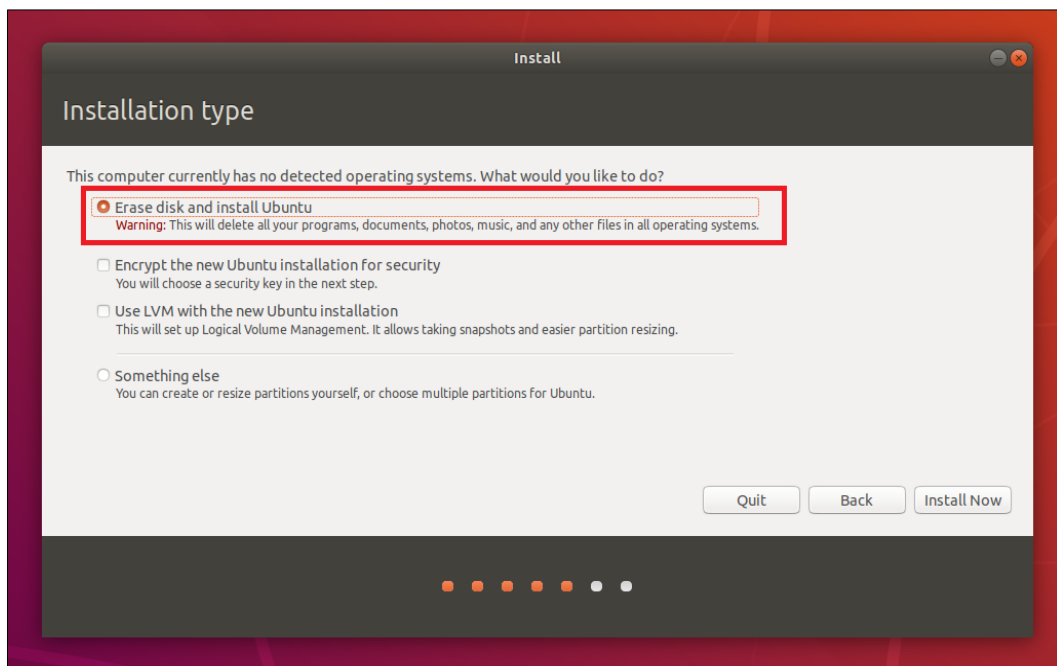 Install
Installation type
This computer currently has no detected operating systems. What would you like to do?
Erase disk and install Ubuntu
Warning: This will delete all your programs, documents, photos, music, and any other files in all operating systems.
Encrypt the new Ubuntu installation for security
You will choose a security key in the next step.
Use LVM with the new Ubuntu installation
This will set up Logical Volume Management. It allows taking snapshots and easier partition resizing.
Something else
You can create or resize partitions yourself, or choose multiple partitions for Ubuntu.
Quit Back Install Now